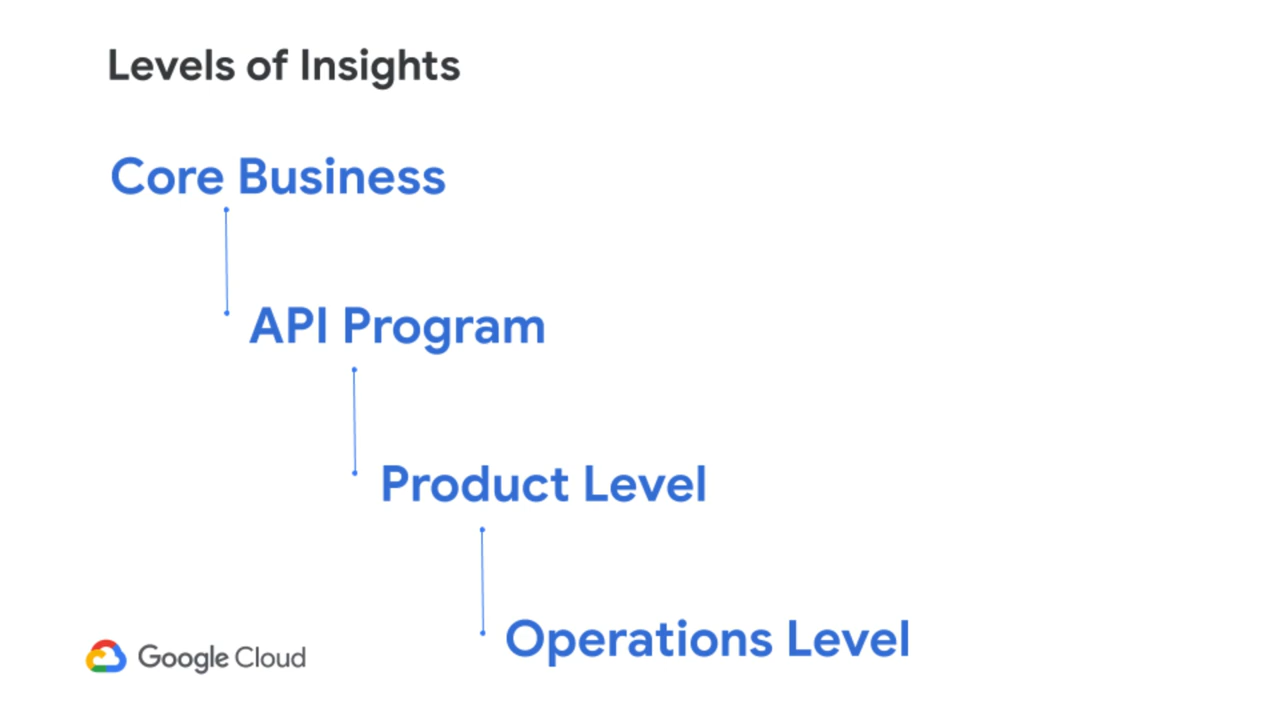 Levels of Insights
Core Business
API Program
Product Level
Operations Level
Google Cloud